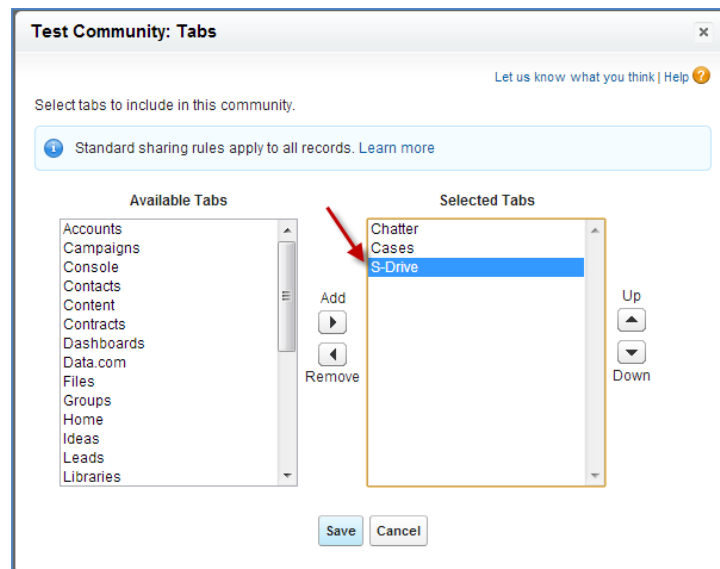 Test Community: Tabs
Let us know what you think | Help
Select tabs to include in this community.
Standard sharing rules apply to all records. Learn more
Available Tabs
Accounts
Campaigns
Console
Contacts
Content
Contracts
Dashboards
Data.com
Files
Groups
Home
Ideas
Leads
Libraries
Add
Remove
Selected Tabs
Chatter
Cases
S-Drive
Up
Down
Save Cancel